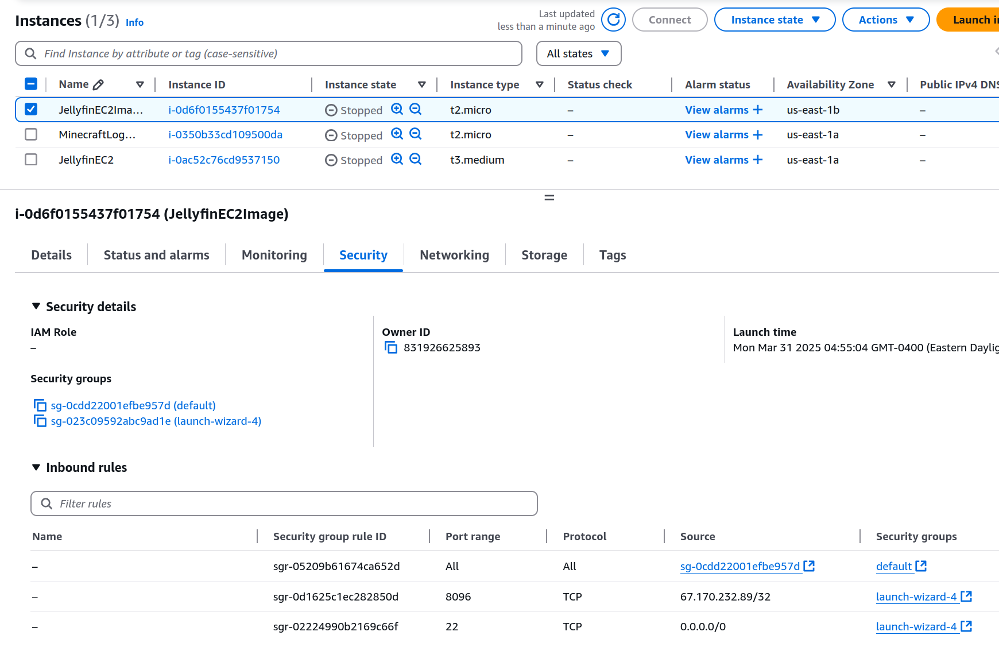 Instances (1/3) Info
Last updated
less than a minute ago
Connect
Instance state
Actions
Launch i
Find Instance by attribute or tag (case-sensitive)
All states
Name Instance ID Instance state Instance type Status check Alarm status Availability Zone Public IPv4 DNS
JellyfinEC2Ima... i-0d6f0155437f01754 Stopped t2.micro – View alarms + us-east-1b –
MinecraftLog... i-0350b33cd109500da Stopped t2.micro – View alarms + us-east-1a –
JellyfinEC2 i-0ac52c76cd9537150 Stopped t3.medium – View alarms + us-east-1a –
i-0d6f0155437f01754 (JellyfinEC2Image)
Details Status and alarms Monitoring Security Networking Storage Tags
Security details
IAM Role
–
Owner ID
831926625893
Launch time
Mon Mar 31 2025 04:55:04 GMT-0400 (Eastern Daylig
Security groups
sg-0cdd22001efbe957d (default)
sg-023c09592abc9ad1e (launch-wizard-4)
Inbound rules
Filter rules
Name Security group rule ID Port range Protocol Source Security groups
– sgr-05209b61674ca652d All All sg-0cdd22001efbe957d default
– sgr-0d1625c1ec282850d 8096 TCP 67.170.232.89/32 launch-wizard-4
– sgr-02224990b2169c66f 22 TCP 0.0.0.0/0 launch-wizard-4